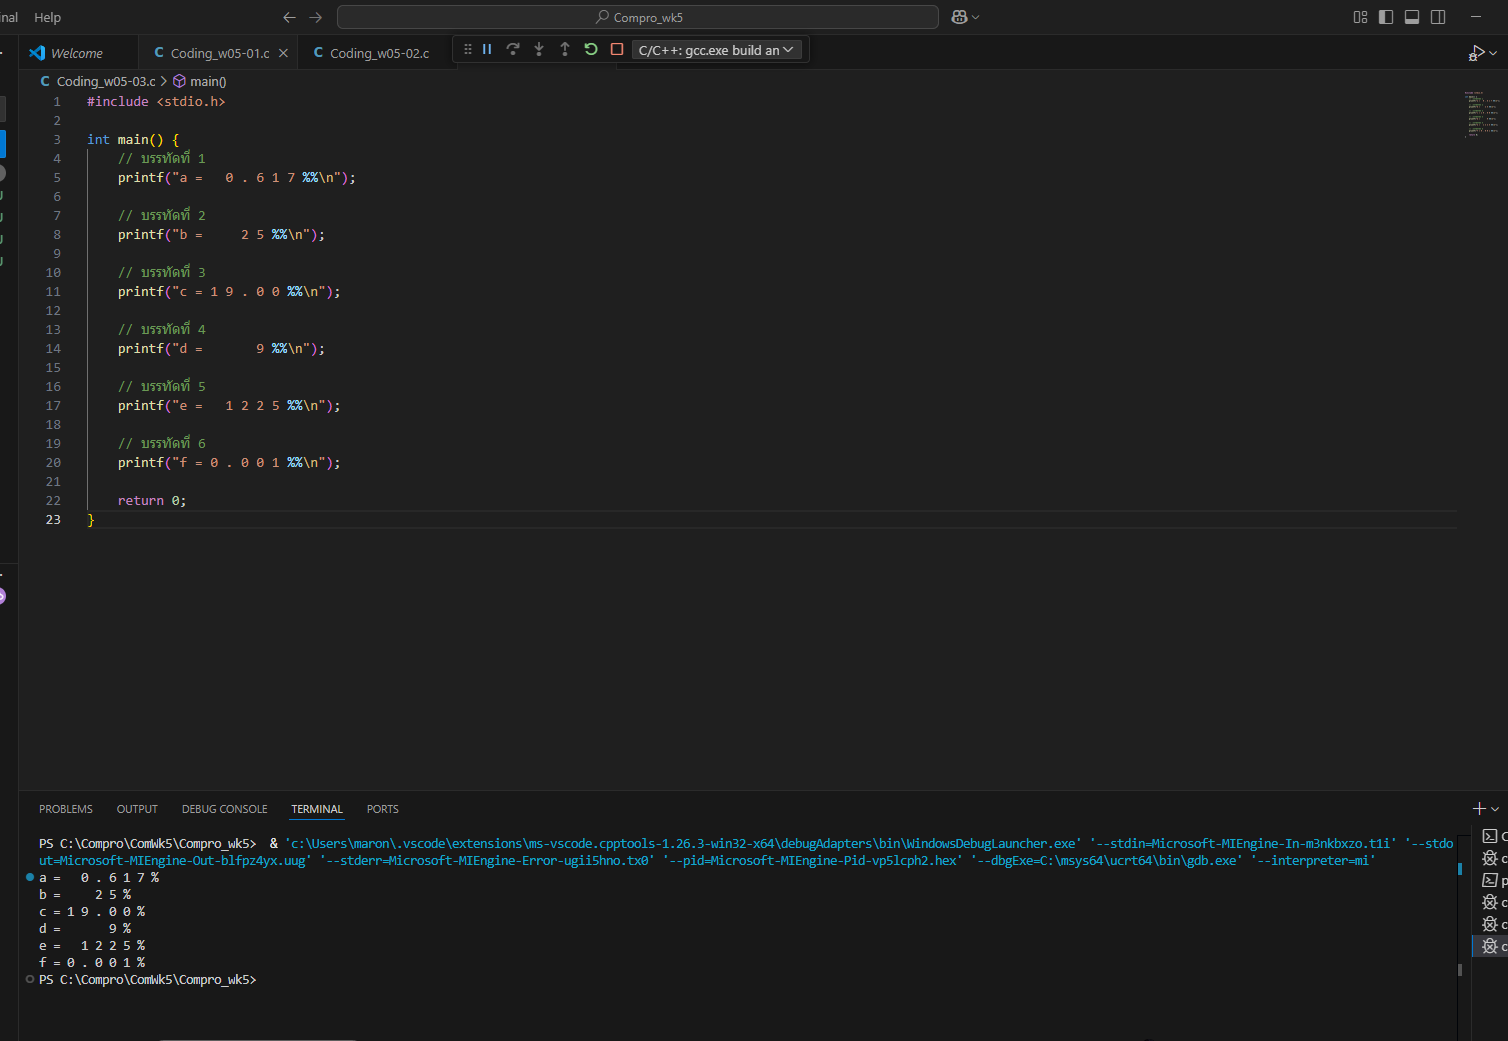 nal Help Compro_wk5
Welcome C Coding_w05-01.c C Coding_w05-02.c C/C++: gcc.exe build an
C Coding_w05-03.c > main()
1 #include <stdio.h>
2
3 int main() {
4 // บรรทัดที่ 1
5 printf("a =   0 . 6 1 7 %%\n");
6
7 // บรรทัดที่ 2
8 printf("b =     2 5 %%\n");
9
10 // บรรทัดที่ 3
11 printf("c = 1 9 . 0 0 %%\n");
12
13 // บรรทัดที่ 4
14 printf("d =       9 %%\n");
15
16 // บรรทัดที่ 5
17 printf("e =   1 2 2 5 %%\n");
18
19 // บรรทัดที่ 6
20 printf("f = 0 . 0 0 1 %%\n");
21
22 return 0;
23 }
PROBLEMS OUTPUT DEBUG CONSOLE TERMINAL PORTS
PS C:\Compro\ComWk5\Compro_wk5>  & 'c:\Users\maron\.vscode\extensions\ms-vscode.cpptools-1.26.3-win32-x64\debugAdapters\bin\WindowsDebugLauncher.exe' '--stdin=Microsoft-MIEngine-In-m3nkbxzo.t1i' '--stdo
ut=Microsoft-MIEngine-Out-blfpz4yx.uug' '--stderr=Microsoft-MIEngine-Error-ugii5hno.tx0' '--pid=Microsoft-MIEngine-Pid-vp5lcph2.hex' '--dbgExe=C:\msys64\ucrt64\bin\gdb.exe' '--interpreter=mi'
a =   0 . 6 1 7 %
b =     2 5 %
c = 1 9 . 0 0 %
d =       9 %
e =   1 2 2 5 %
f = 0 . 0 0 1 %
PS C:\Compro\ComWk5\Compro_wk5>